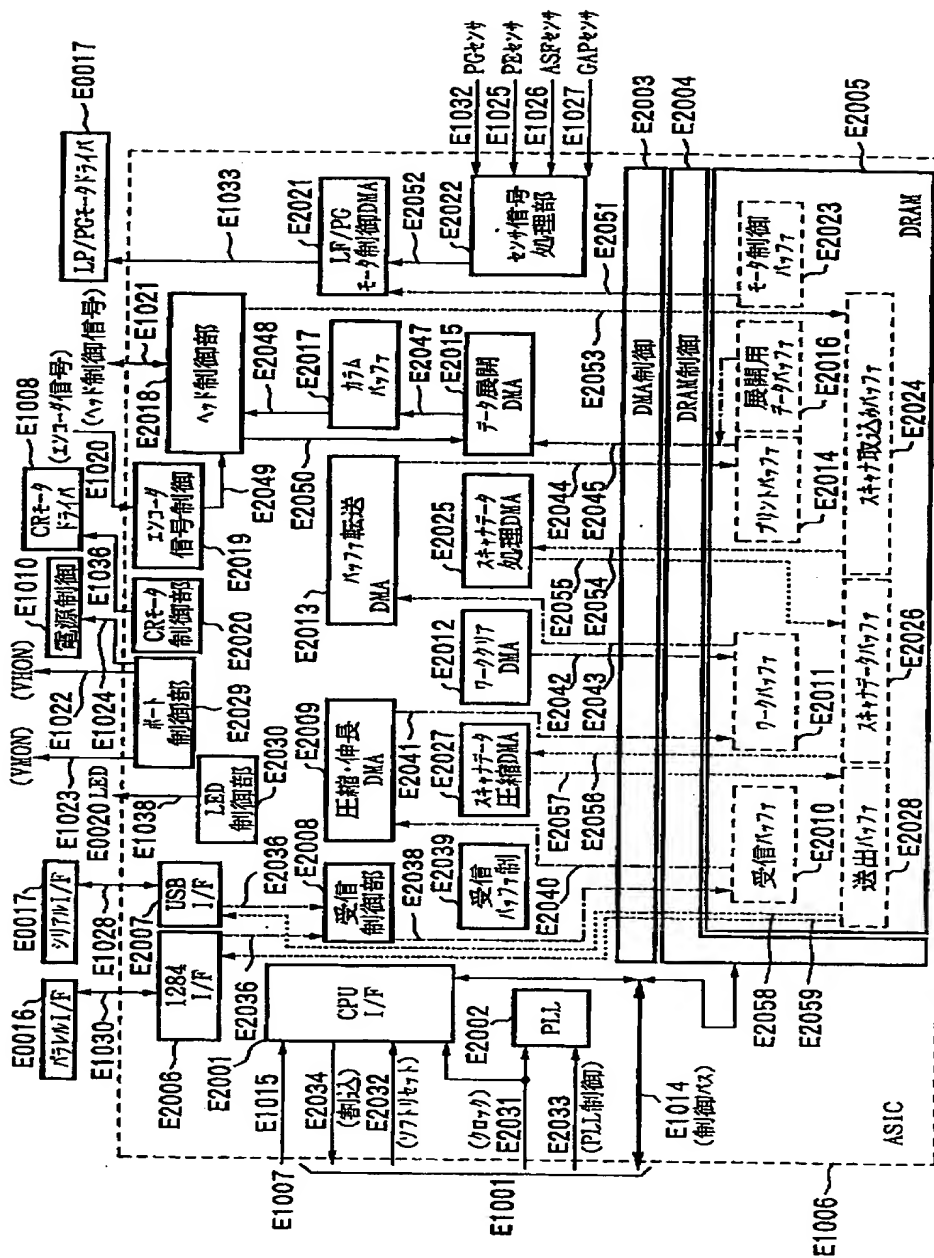 E0016
パラレルI/F
E0017
シリアルI/F
E1030
E1028
E1023
E0020 LED
E1038
(VMON)
(VHON)
E1022
E1024
E1036
E1010
電源制御
E1008
CRモータ
ドライバ
E1020
(エンコーダ信号)
(ヘッド制御信号)
E1021
E1033
LP/PGモータドライバ
E0017
E2006
1284
I/F
E2007
USB
I/F
E2036
E2036
LED
制御部
E2030
ポート
制御部
E2029
CRモータ
制御部
E2020
エンコーダ
信号制御
E2019
E2018
ヘッド制御部
E2049
E2050
E2048
E2017
カラム
バッファ
E2047
E2015
データ展開
DMA
LF/PG
モータ制御DMA
E2021
E2052
E2022
センサ信号
処理部
E1032
PGセンサ
E1025
PEセンサ
E1026
ASFセンサ
E1027
GAPセンサ
E1007
E1015
E2001
CPU
I/F
E2034
(割込)
E2032
(ソフトリセット)
E2008
受信
制御部
E2038
E2009
圧縮・伸長
DMA
E2041
E2013
バッファ転送
DMA
E2039
受信
バッファ制
E2040
E2027
スキャナデータ
圧縮DMA
E2057
E2056
E2012
ワーククリア
DMA
E2042
E2043
E2025
スキャナデータ
処理DMA
E2055
E2054
E2044
E2045
E2053
E2051
E1001
(クロック)
E2031
E2033
(PLL制御)
E2002
PLL
E1014
(制御バス)
DMA制御
E2003
DRAM制御
E2004
E2005
E2058
E2059
受信バッファ
E2010
ワークバッファ
E2011
プリントバッファ
E2014
展開用
データバッファ
E2016
モータ制御
バッファ
E2023
送出バッファ
E2028
スキャナデータバッファ
E2026
スキャナ取込みバッファ
E2024
DRAM
ASIC
E1006